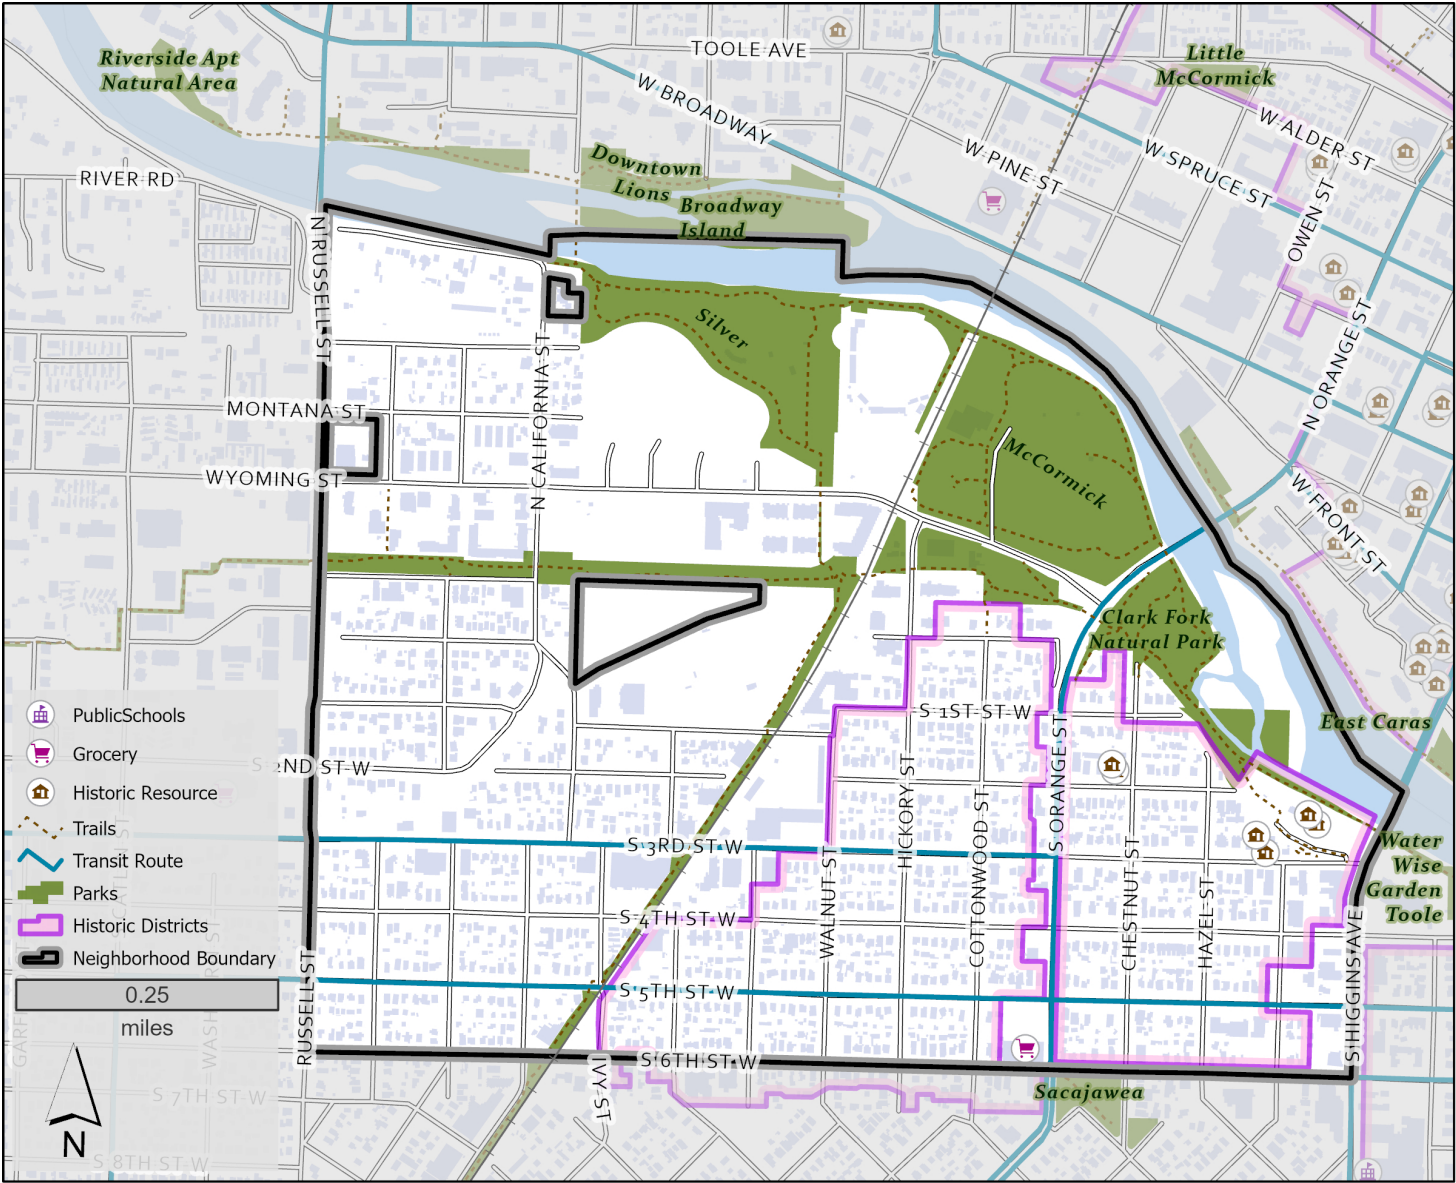 TOOLE AVE
Little
McCormick
Riverside Apt
Natural Area
W BROADWAY
W ALDER ST
W PINE ST
W SPRUCE ST
Downtown
Lions
Broadway
Island
RIVER RD
OWEN ST
N RUSSELL ST
Silver
N ORANGE ST
N CALIFORNIA ST
MONTANA ST
McCormick
WYOMING ST
W FRONT ST
Clark Fork
Natural Park
S 1ST ST W
East Caras
S ORANGE ST
S 2ND ST W
HICKORY ST
COTTONWOOD ST
S 3RD ST W
WALNUT ST
CHESTNUT ST
HAZEL ST
Water
Wise
Garden
Toole
S 4TH ST W
S 5TH ST W
S HIGGINS AVE
RUSSELL ST
S 6TH ST W
IVY ST
Sacajawea
S 7TH ST W
S 8TH ST W
PublicSchools
Grocery
Historic Resource
Trails
Transit Route
Parks
Historic Districts
Neighborhood Boundary
0.25
miles
N